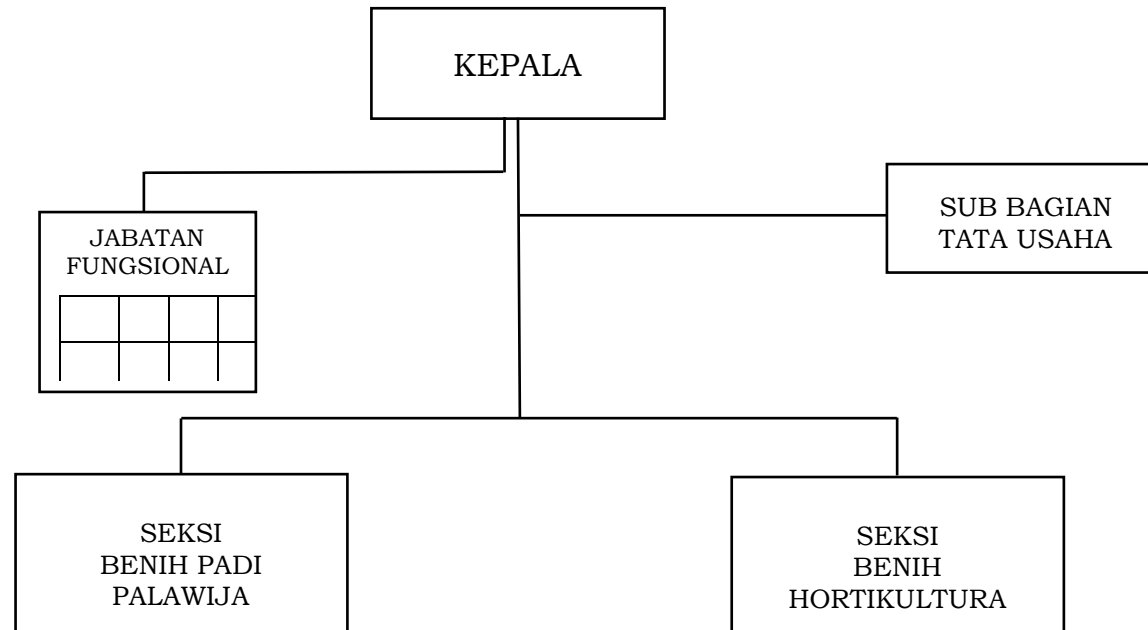 KEPALA
SUB BAGIAN
TATA USAHA
JABATAN
FUNGSIONAL
SEKSI
BENIH PADI
PALAWIJA
SEKSI
BENIH
HORTIKULTURA